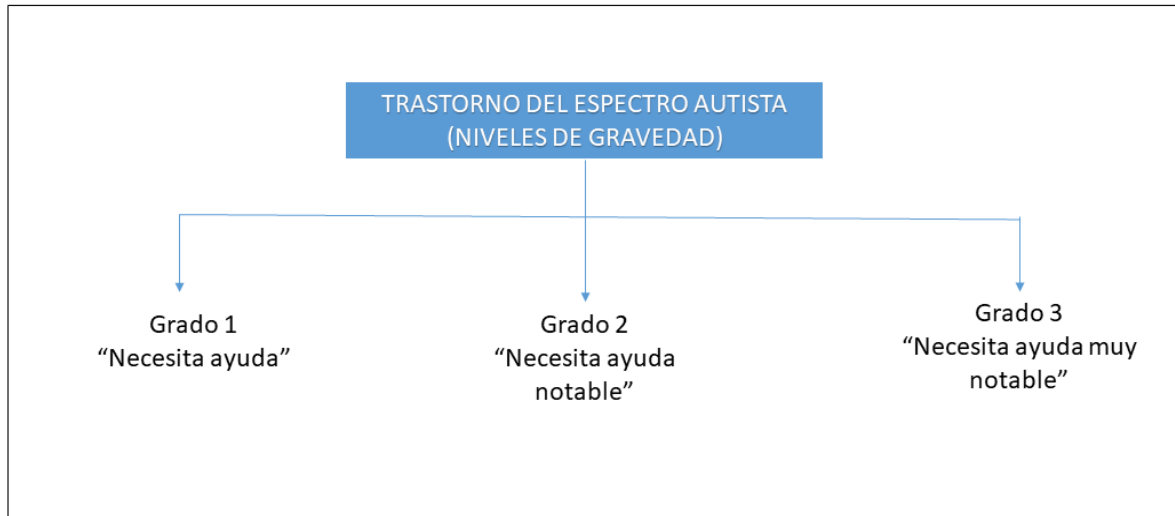 TRASTORNO DEL ESPECTRO AUTISTA
(NIVELES DE GRAVEDAD)
Grado 1
“Necesita ayuda”
Grado 2
“Necesita ayuda
notable”
Grado 3
“Necesita ayuda muy
notable”